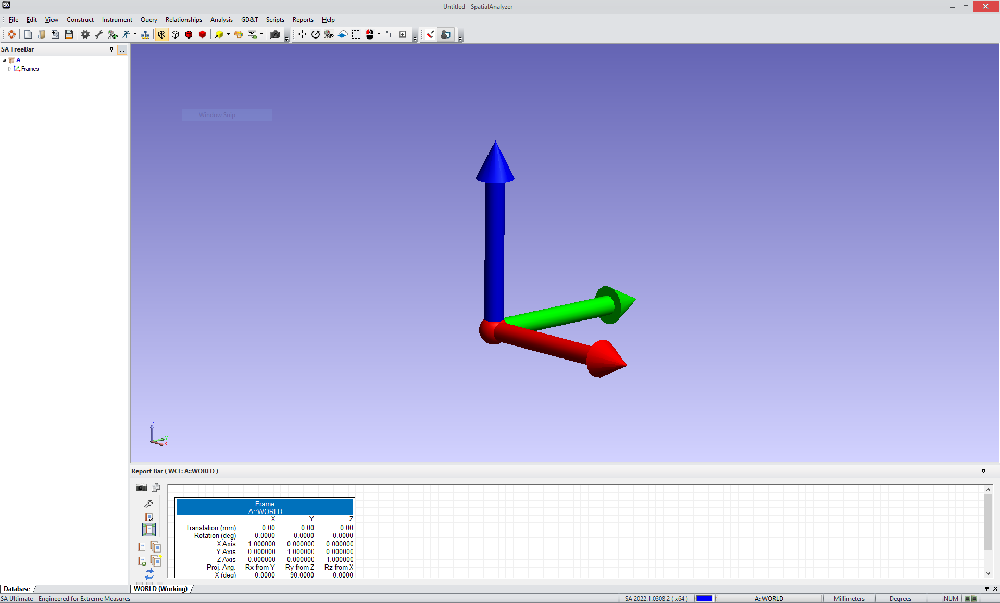 SA
Untitled - SpatialAnalyzer
File Edit View Construct Instrument Query Relationships Analysis GD&T Scripts Reports Help
SA TreeBar
A
Frames
Window Snip
Z
Y
X
Report Bar ( WCF: A::WORLD )
Frame
A::WORLD
X Y Z
Translation (mm) 0.00 0.00 0.00
Rotation (deg) 0.0000 -0.0000 0.0000
X Axis 1.000000 0.000000 0.000000
Y Axis 0.000000 1.000000 0.000000
Z Axis 0.000000 0.000000 1.000000
Proj. Ang. Rx from Y Ry from Z Rz from X
X (deg) 0.0000 90.0000 0.0000
Database
WORLD (Working)
SA Ultimate - Engineered for Extreme Measures
SA 2022.1.0308.2 ( x64 )
A::WORLD
Millimeters
Degrees
NUM